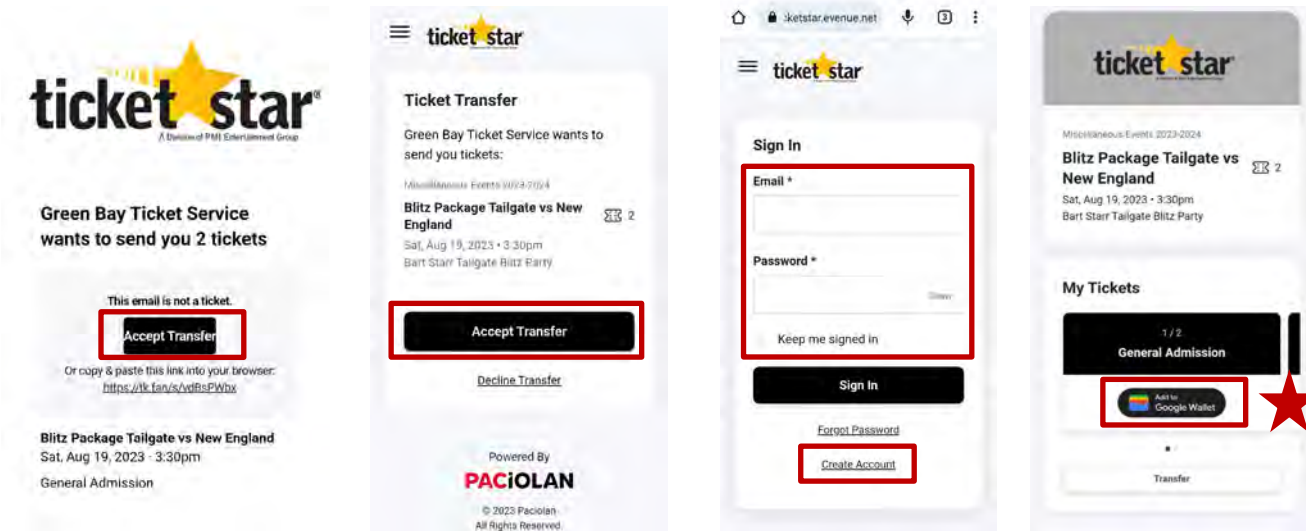 ticket star®
A Division of PMI Entertainment Group
Green Bay Ticket Service
wants to send you 2 tickets
This email is not a ticket.
Accept Transfer
Or copy & paste this link into your browser:
Blitz Package Tailgate vs New England
Sat, Aug 19, 2023 · 3:30pm
General Admission
ticket star
Ticket Transfer
Green Bay Ticket Service wants to
send you tickets:
Miscellaneous Events 2023-2024
Blitz Package Tailgate vs New
England
2
Sat, Aug 19, 2023 • 3:30pm
Bart Starr Tailgate Blitz Party
Accept Transfer
Decline Transfer
Powered By
PACiOLAN
© 2023 Paciolan
All Rights Reserved.
:ketstar.evenue.net
3
ticket star
Sign In
Email *
Password *
Show
Keep me signed in
Sign In
Forgot Password
Create Account
ticket star
Miscellaneous Events 2023-2024
Blitz Package Tailgate vs
New England
2
Sat, Aug 19, 2023 • 3:30pm
Bart Starr Tailgate Blitz Party
My Tickets
1 / 2
General Admission
Add to
Google Wallet
Transfer